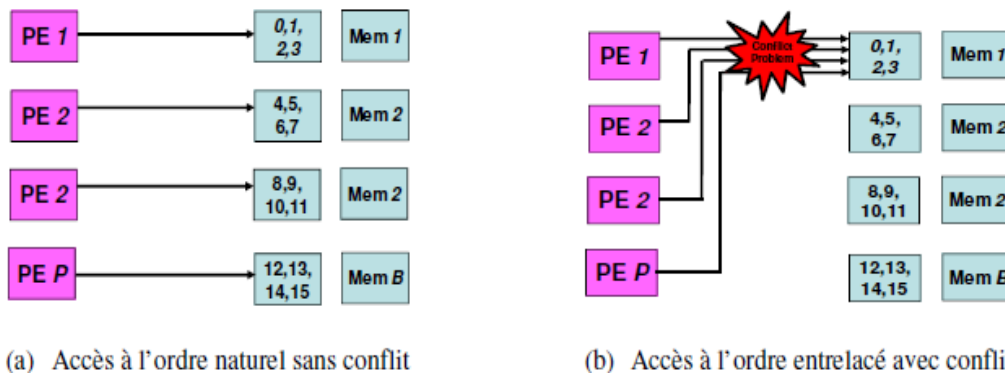 PE 1
0,1,
2,3
Mem 1
PE 2
4,5,
6,7
Mem 2
PE 2
8,9,
10,11
Mem 2
PE P
12,13,
14,15
Mem B
(a) Accès à l'ordre naturel sans conflit
PE 1
Conflict
Problem
0,1,
2,3
Mem 1
PE 2
4,5,
6,7
Mem 2
PE 2
8,9,
10,11
Mem 2
PE P
12,13,
14,15
Mem B
(b) Accès à l'ordre entrelacé avec confli